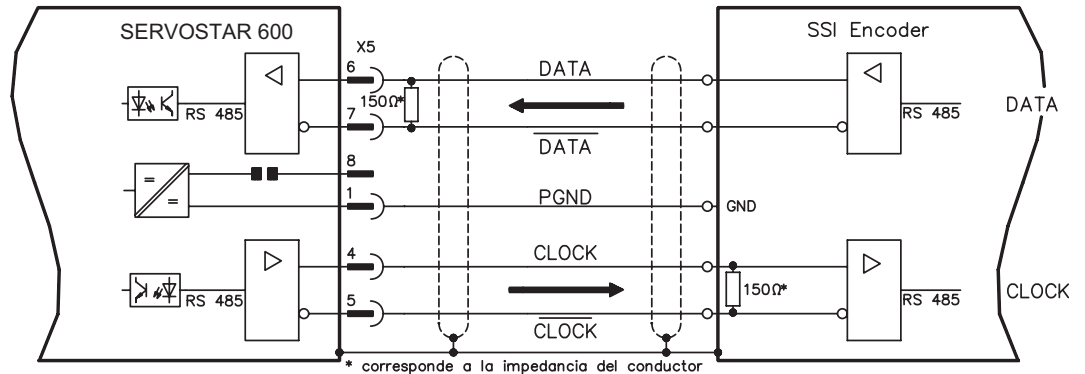 SERVOSTAR 600
X5
SSI Encoder
6
DATA
150Ω*
RS 485
RS 485
DATA
7
DATA
8
=
=
1
PGND
GND
4
CLOCK
150Ω*
RS 485
RS 485
CLOCK
5
CLOCK
* corresponde a la impedancia del conductor